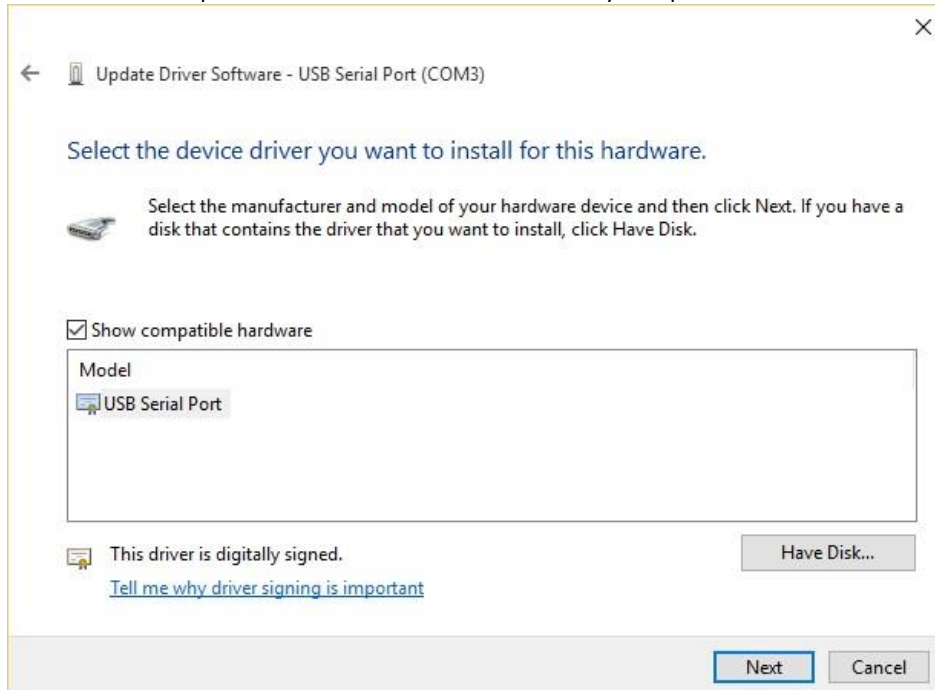 Update Driver Software - USB Serial Port (COM3)
Select the device driver you want to install for this hardware.
Select the manufacturer and model of your hardware device and then click Next. If you have a
disk that contains the driver that you want to install, click Have Disk.
Show compatible hardware
Model
USB Serial Port
This driver is digitally signed.
Have Disk...
Tell me why driver signing is important
Next
Cancel